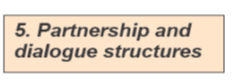 5. Partnership and
dialogue structures